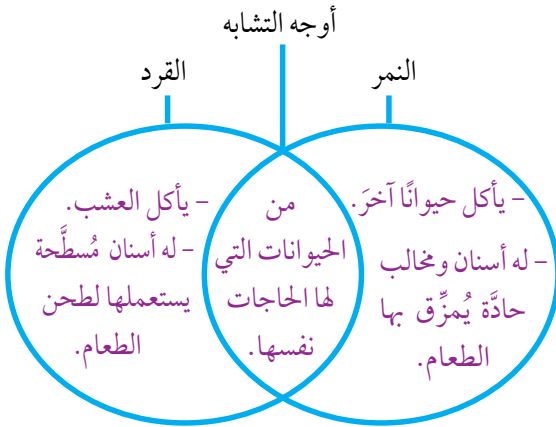 أوجه التشابه
النمر
القرد
– يأكل حيوانًا آخرَ.
– له أسنان ومخالب
حادَّة يُمزِّق بها
الطعام.
من
الحيوانات التي
لها الحاجات
نفسها.
– يأكل العشب.
– له أسنان مُسطَّحة
يستعملها لطحن
الطعام.